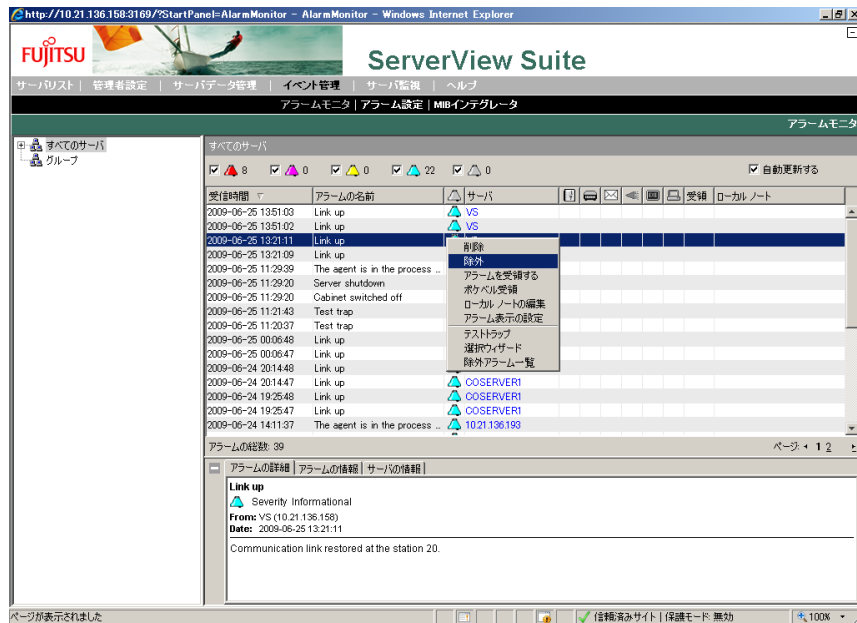 http://10.21.136.158:3169/?StartPanel=AlarmMonitor - AlarmMonitor - Windows Internet Explorer
FUJITSU
ServerView Suite
サーバリスト | 管理者設定 | サーバデータ管理 | イベント管理 | サーバ監視 | ヘルプ
アラームモニタ | アラーム設定 | MIBインテグレータ
アラームモニタ
すべてのサーバ
グループ
すべてのサーバ
8 0 0 22 0 自動更新する
受信時間 アラームの名前 サーバ 受領 ローカル ノート
2009-06-25 13:51:03 Link up VS
2009-06-25 13:51:02 Link up VS
2009-06-25 13:21:11 Link up
2009-06-25 13:21:09 Link up
2009-06-25 11:29:39 The agent is in the process ...
2009-06-25 11:29:20 Server shutdown
2009-06-25 11:29:20 Cabinet switched off
2009-06-25 11:21:43 Test trap
2009-06-25 11:20:37 Test trap
2009-06-25 00:06:48 Link up
2009-06-25 00:06:47 Link up
2009-06-24 20:14:48 Link up
2009-06-24 20:14:47 Link up COSERVER1
2009-06-24 19:25:48 Link up COSERVER1
2009-06-24 19:25:47 Link up COSERVER1
2009-06-24 14:11:37 The agent is in the process ... 10.21.136.193
削除
除外
アラームを受領する
ポケベル受領
ローカル ノートの編集
アラーム表示の設定
テストトラップ
選択ウィザード
除外アラーム一覧
アラームの総数: 39 ページ: 1 2
アラームの詳細 | アラームの情報 | サーバの情報
Link up
Severity Informational
From: VS (10.21.136.158)
Date: 2009-06-25 13:21:11
Communication link restored at the station 20.
ページが表示されました 信頼済みサイト | 保護モード: 無効 100%